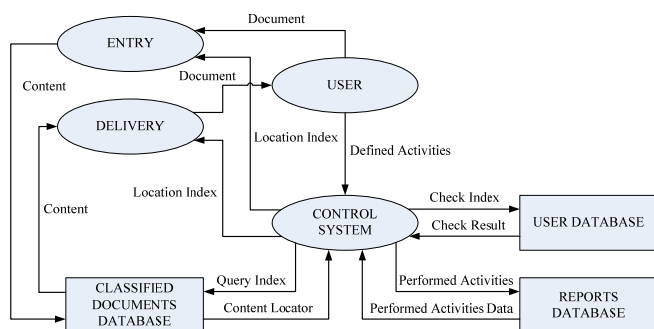 Document
ENTRY
Content
Document
USER
DELIVERY
Location Index
Defined Activities
Location Index
Content
Check Index
CONTROL
SYSTEM
USER DATABASE
Check Result
Query Index
Performed Activities
CLASSIFIED
DOCUMENTS
DATABASE
Content Locator
Performed Activities Data
REPORTS
DATABASE